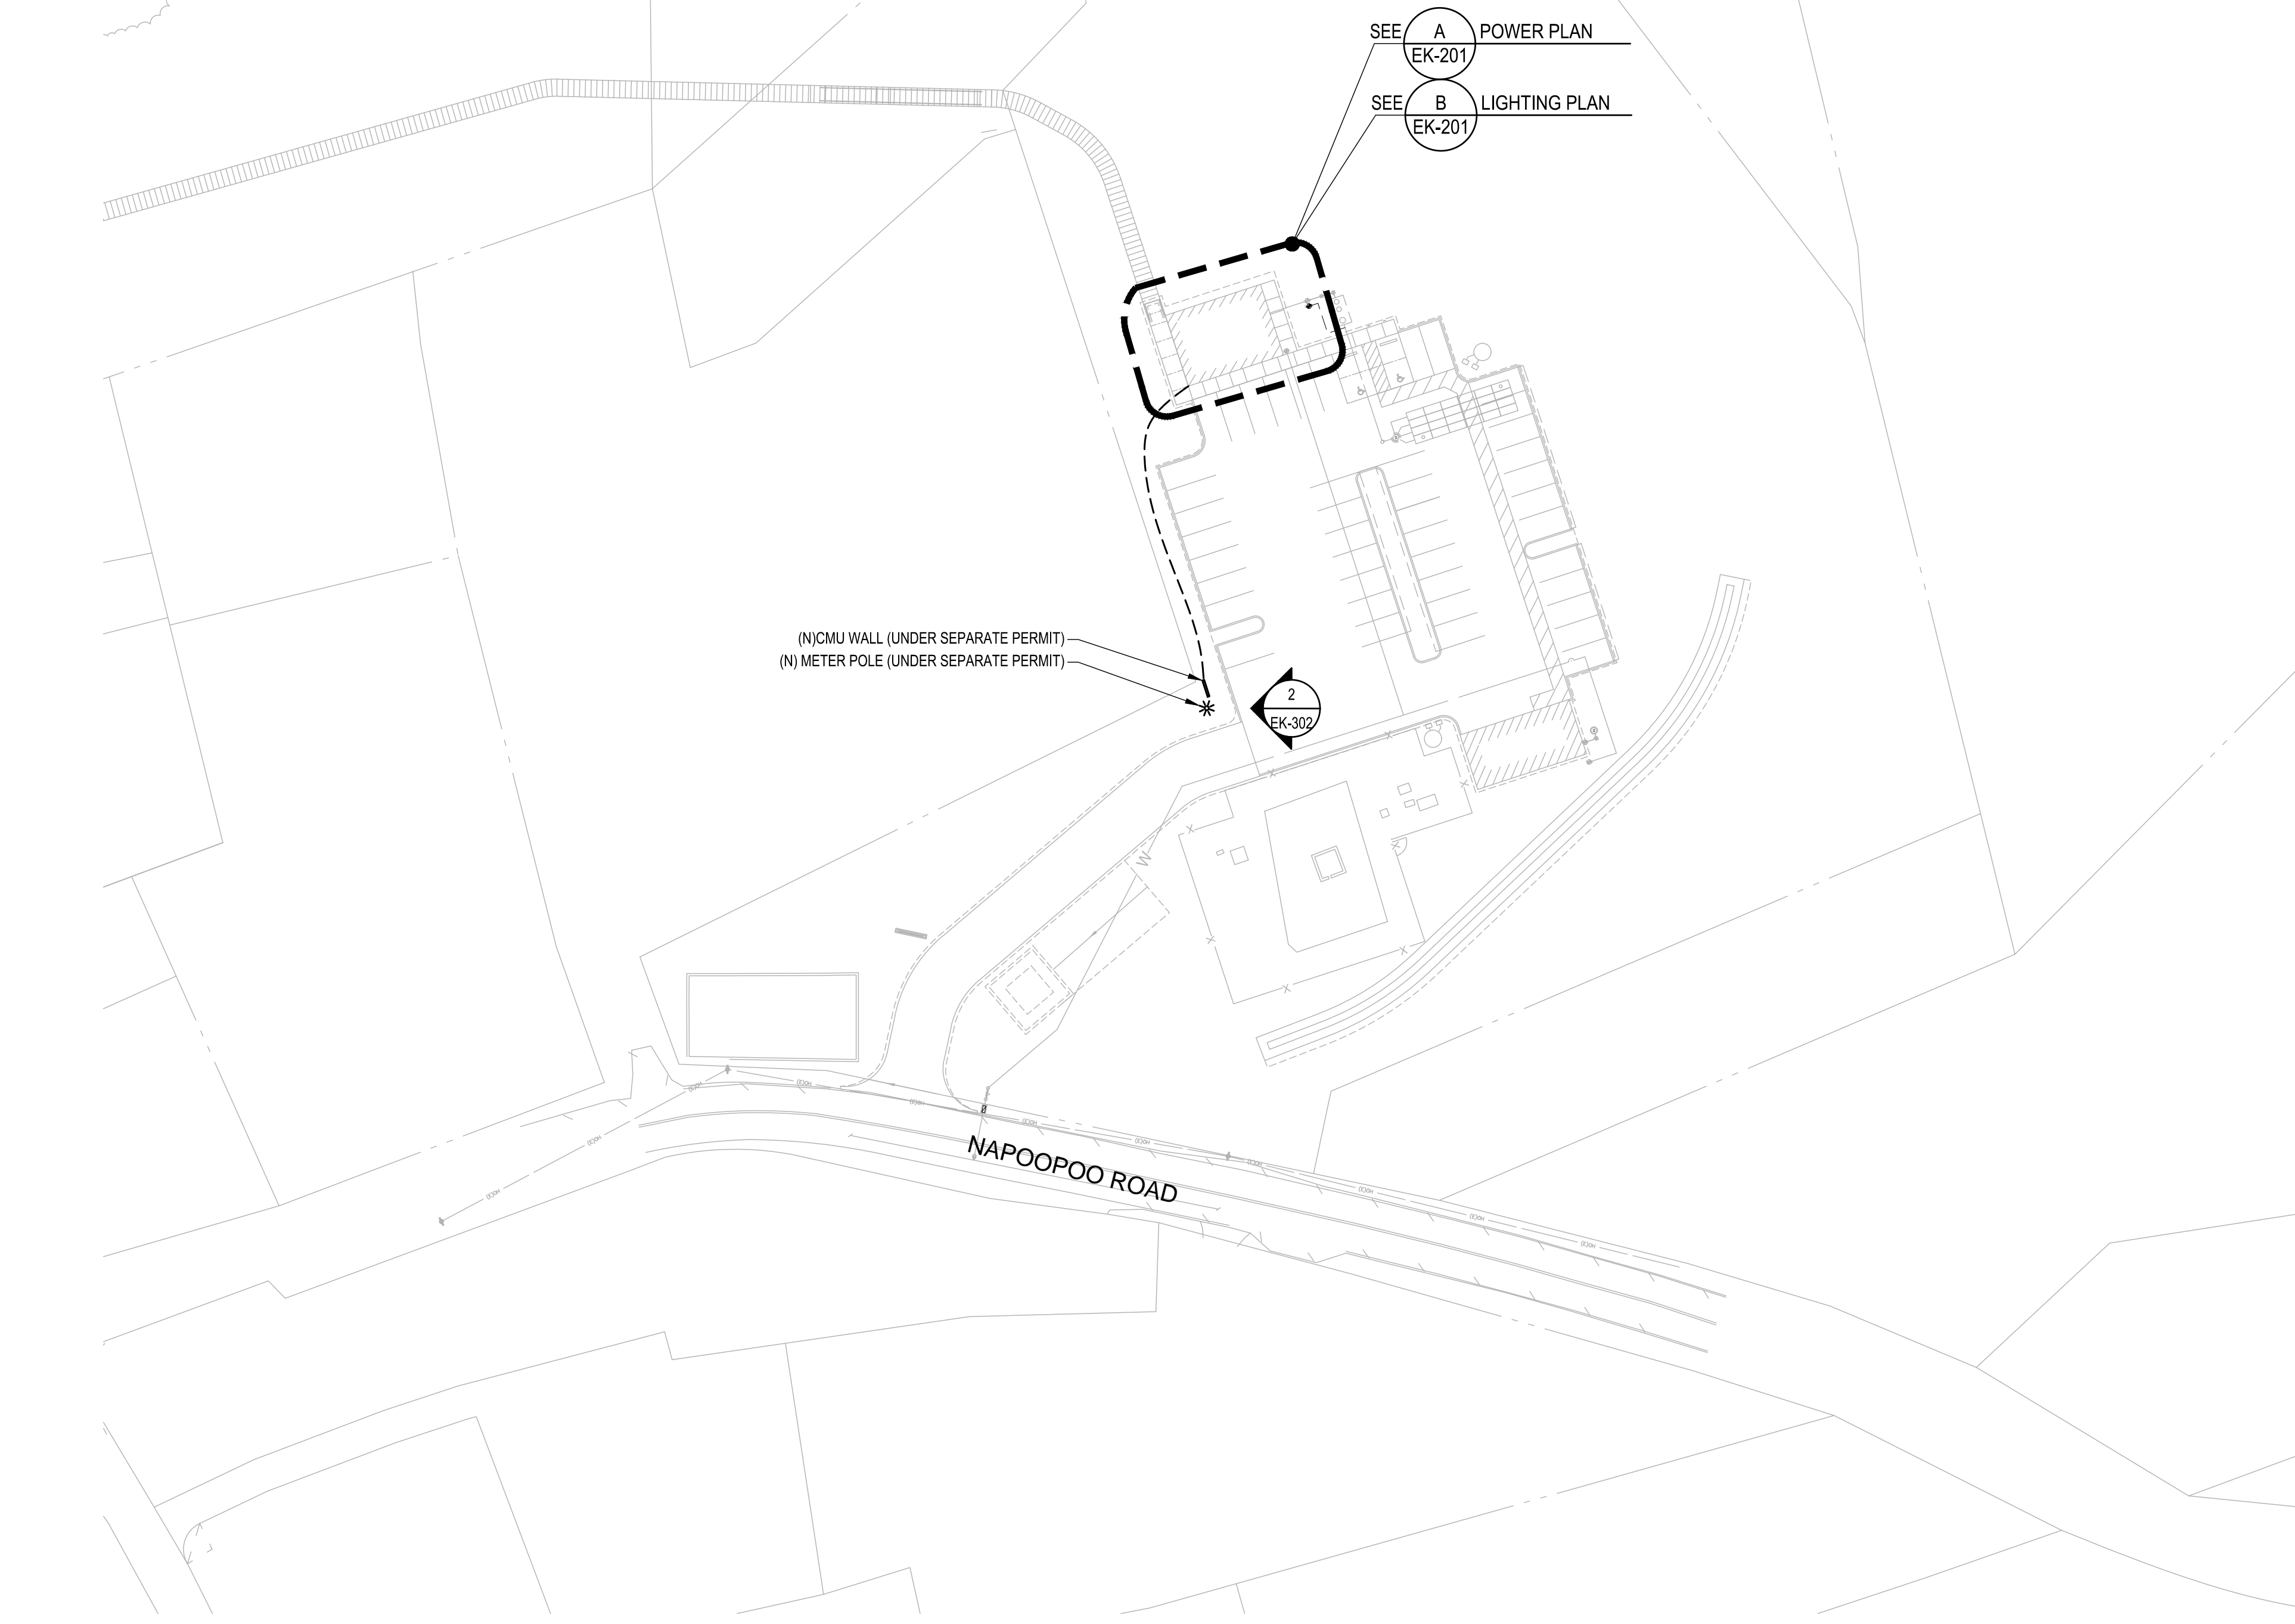 SEE A POWER PLAN
EK-201
SEE B LIGHTING PLAN
EK-201
(N)CMU WALL (UNDER SEPARATE PERMIT)
(N) METER POLE (UNDER SEPARATE PERMIT)
2
EK-302
W
NAPOOPOO ROAD